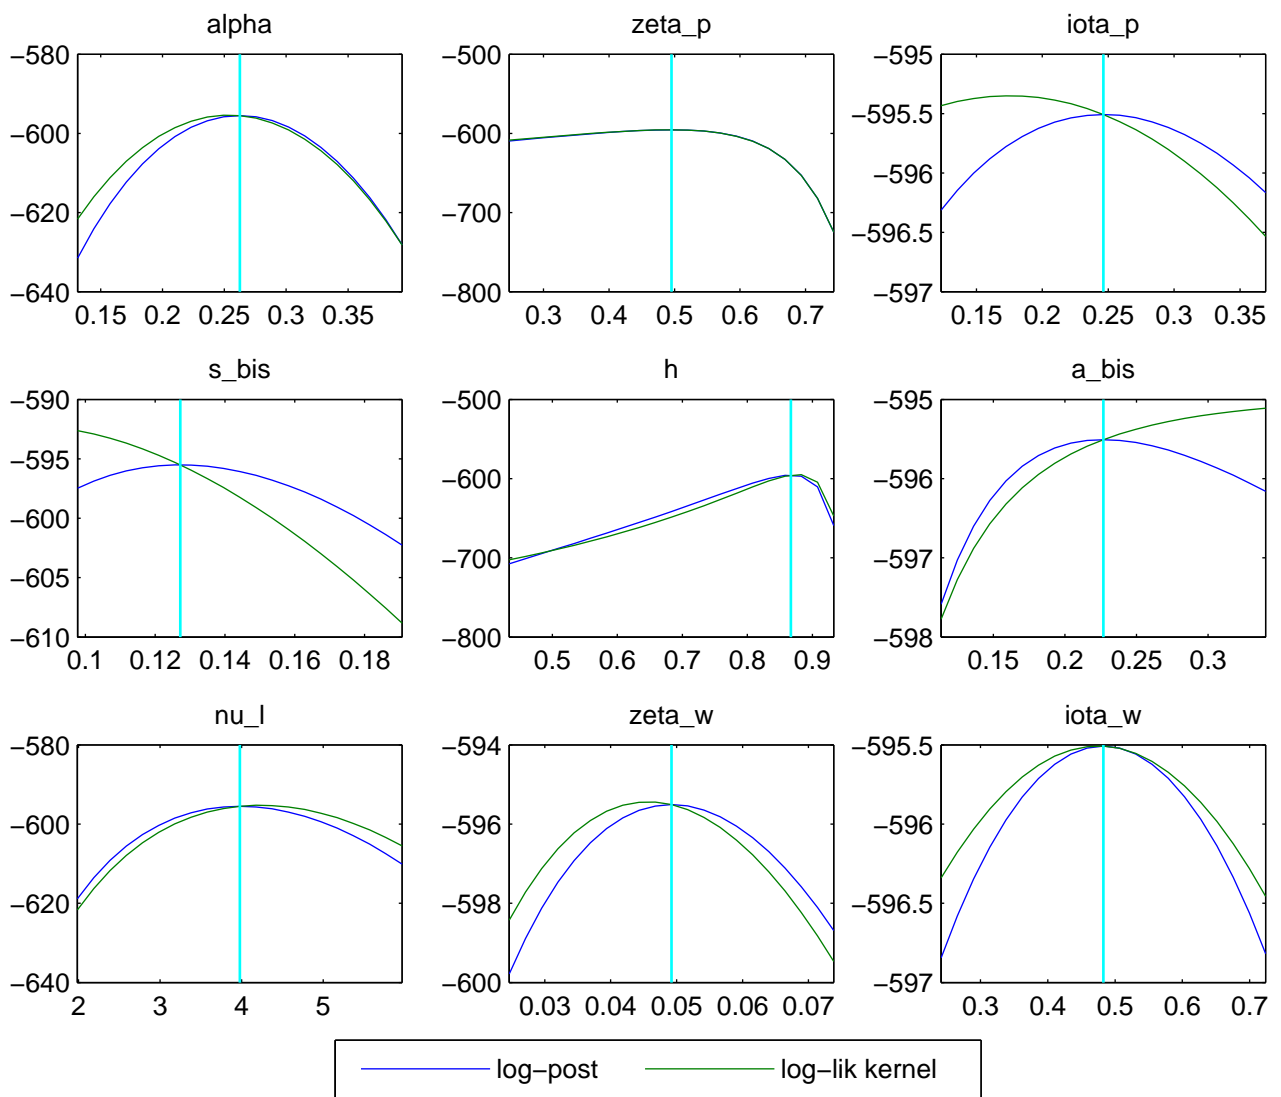 alpha
−580
−600
−620
−640
0.15 0.2 0.25 0.3 0.35
zeta_p
−500
−600
−700
−800
0.3 0.4 0.5 0.6 0.7
iota_p
−595
−595.5
−596
−596.5
−597
0.15 0.2 0.25 0.3 0.35
s_bis
−590
−595
−600
−605
−610
0.1 0.12 0.14 0.16 0.18
h
−500
−600
−700
−800
0.5 0.6 0.7 0.8 0.9
a_bis
−595
−596
−597
−598
0.15 0.2 0.25 0.3
nu_l
−580
−600
−620
−640
2 3 4 5
zeta_w
−594
−596
−598
−600
0.03 0.04 0.05 0.06 0.07
iota_w
−595.5
−596
−596.5
−597
0.3 0.4 0.5 0.6 0.7
log−post log−lik kernel